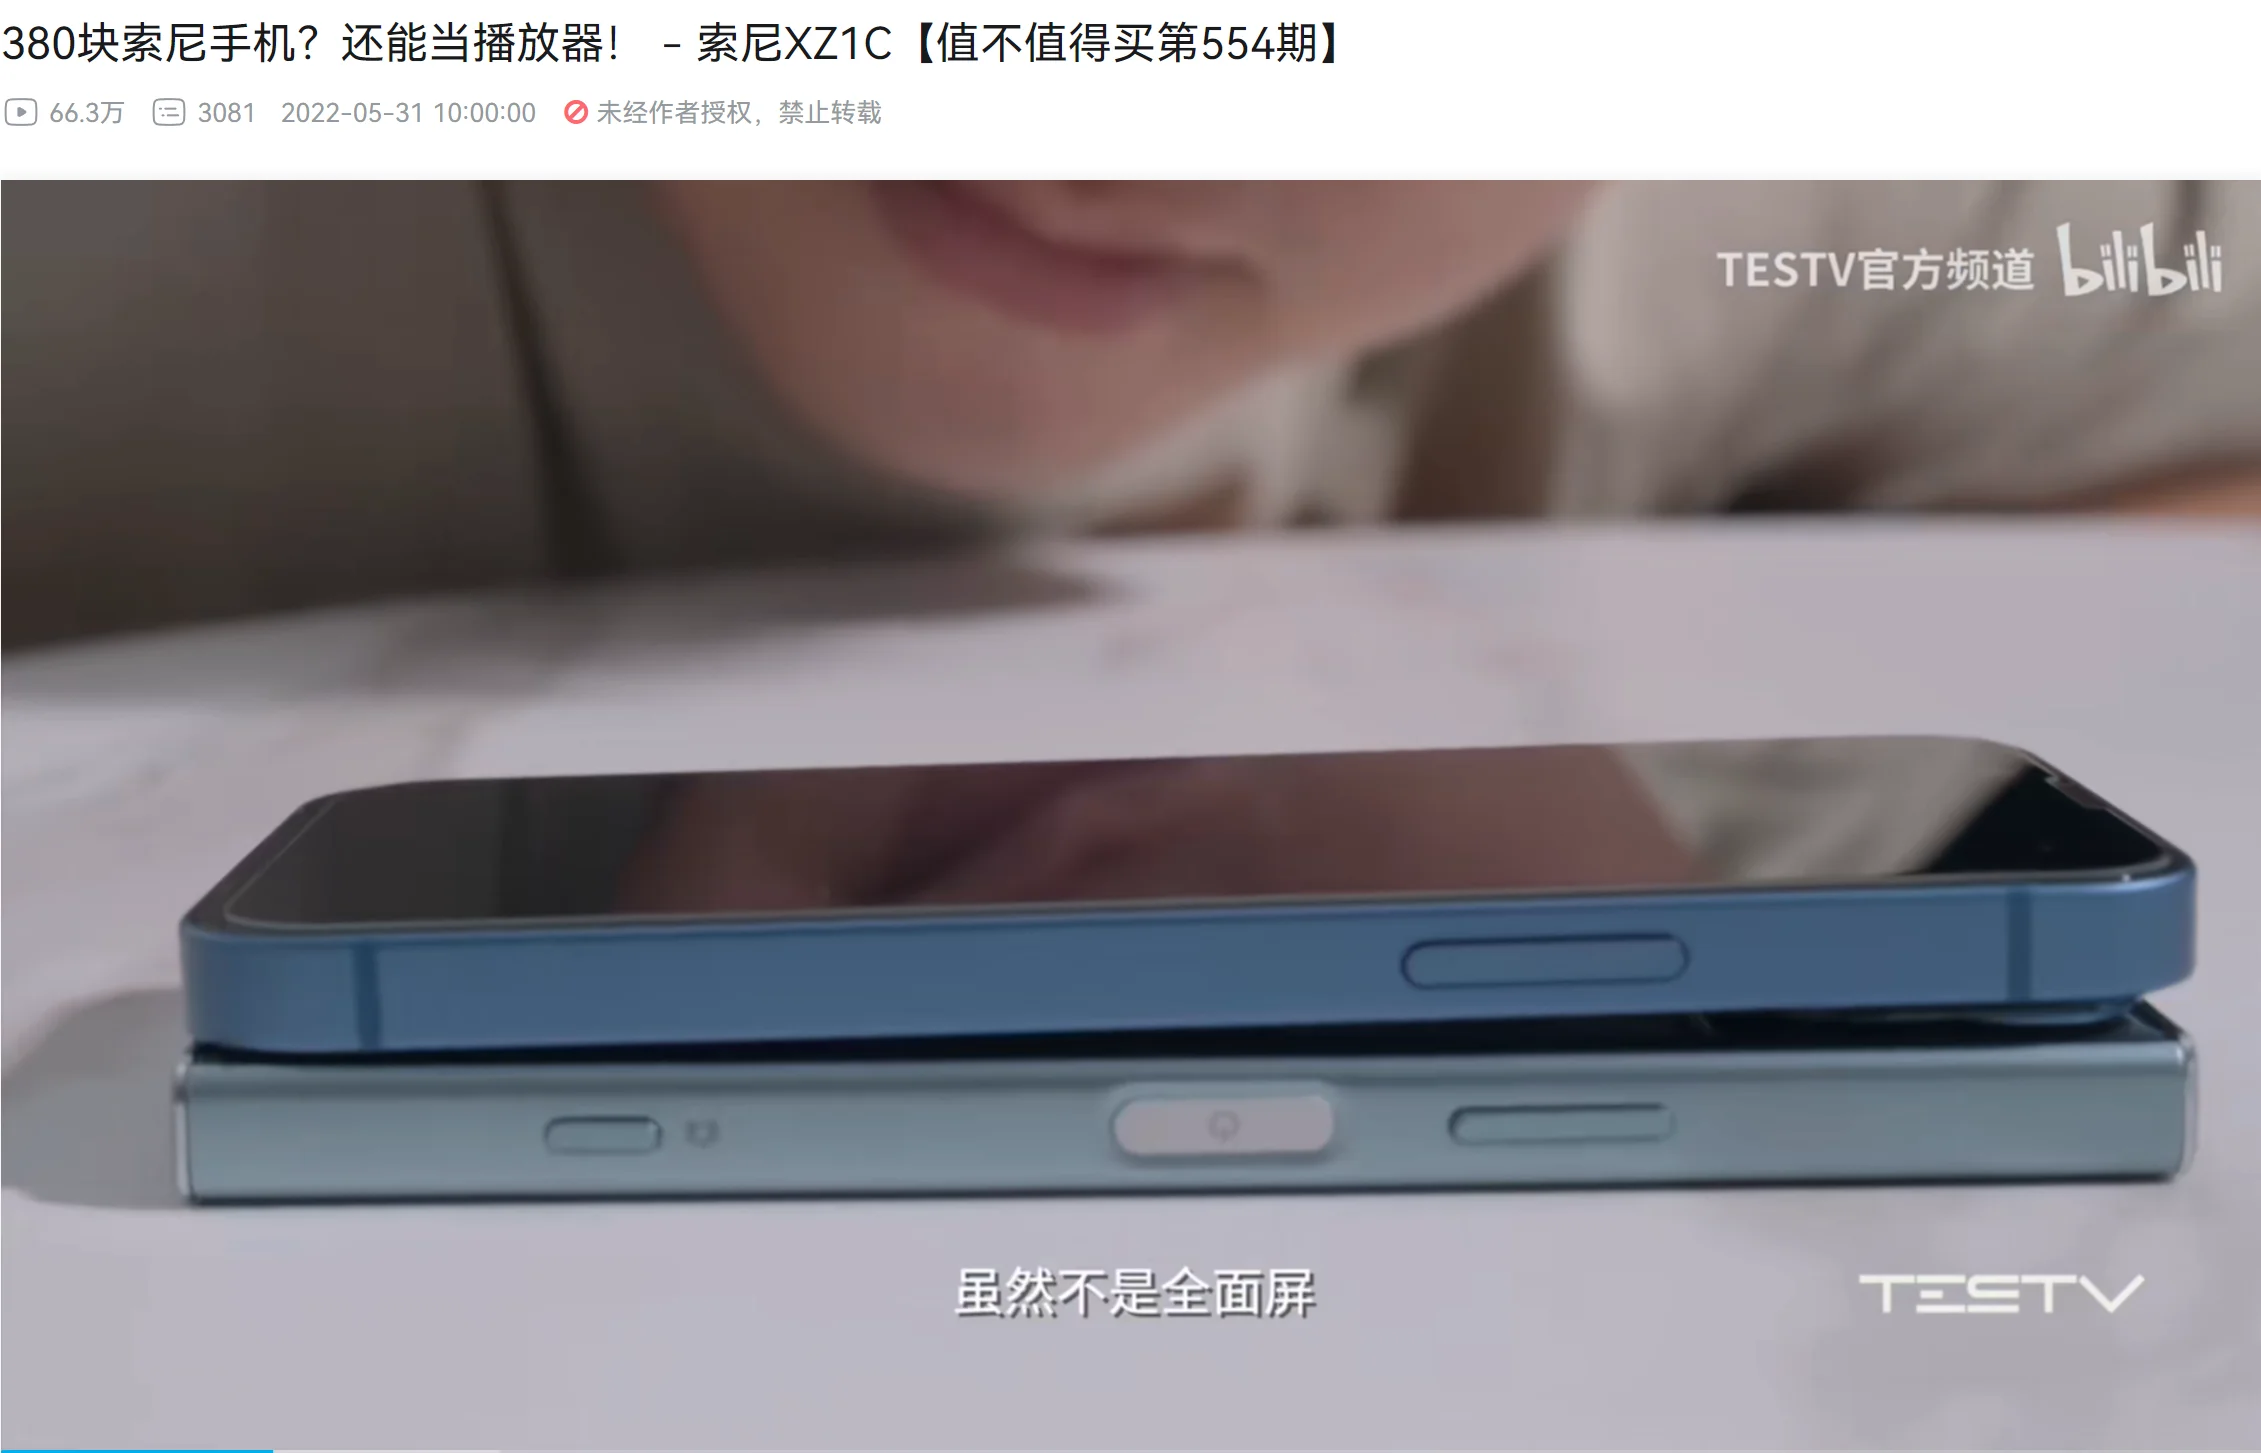 380块索尼手机？还能当播放器！ - 索尼XZ1C【值不值得买第554期】
66.3万 3081 2022-05-31 10:00:00 未经作者授权，禁止转载
TESTV官方频道 bilibili
虽然不是全面屏
TESTV